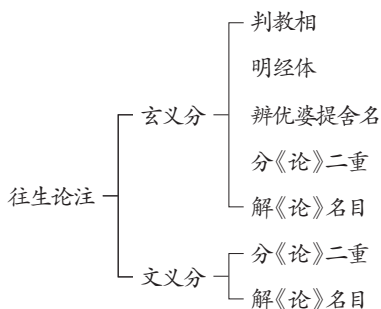 往生论注
玄义分
判教相
明经体
辨优婆提舍名
分《论》二重
解《论》名目
文义分
分《论》二重
解《论》名目